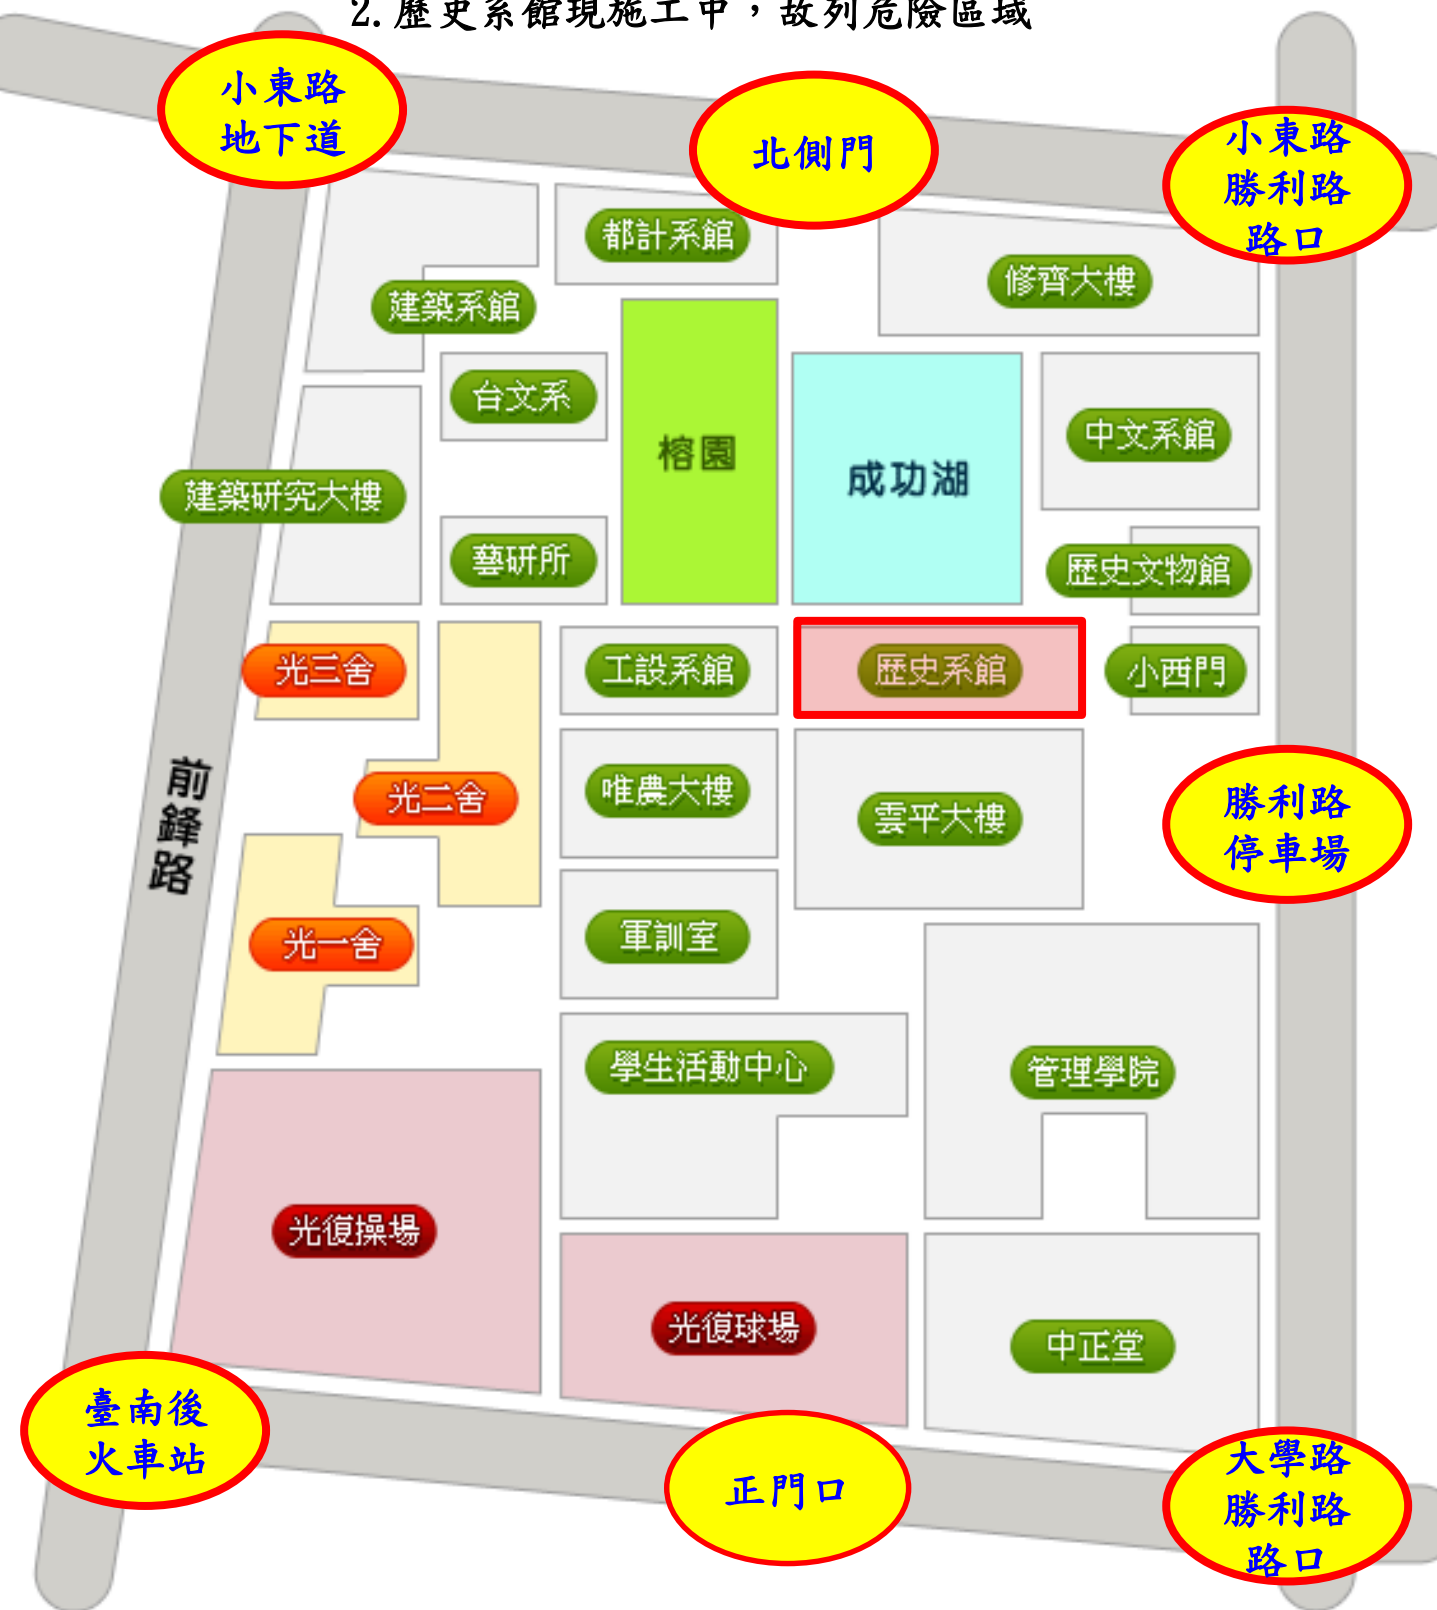 2.歷史系館現施工中，故列危險區域
小東路
地下道
北側門
小東路
勝利路
路口
都計系館
修齊大樓
建築系館
台文系
中文系館
榕園
成功湖
建築研究大樓
藝研所
歷史文物館
光三舍
工設系館
歷史系館
小西門
前鋒路
光二舍
唯農大樓
雲平大樓
勝利路
停車場
光一舍
軍訓室
學生活動中心
管理學院
光復操場
光復球場
中正堂
臺南後
火車站
正門口
大學路
勝利路
路口